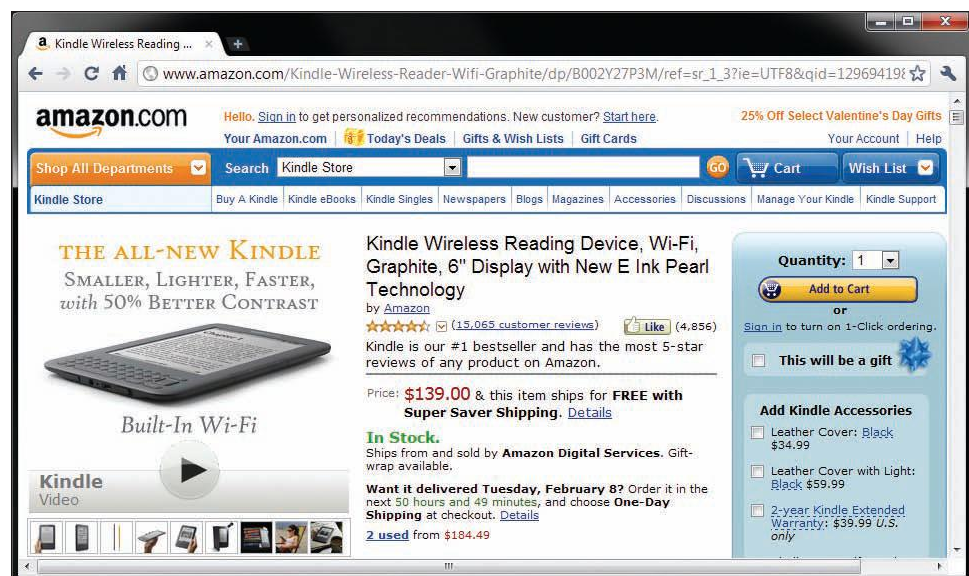 Kindle Wireless Reading ...
www.amazon.com/Kindle-Wireless-Reader-Wifi-Graphite/dp/B002Y27P3M/ref=sr_1_3?ie=UTF8&qid=129694198
amazon.com
Hello. Sign in to get personalized recommendations. New customer? Start here.
25% Off Select Valentine's Day Gifts
Your Amazon.com Today's Deals Gifts & Wish Lists Gift Cards
Your Account Help
Shop All Departments Search Kindle Store GO Cart Wish List
Kindle Store Buy A Kindle Kindle eBooks Kindle Singles Newspapers Blogs Magazines Accessories Discussions Manage Your Kindle Kindle Support
THE ALL-NEW KINDLE
SMALLER, LIGHTER, FASTER,
with 50% BETTER CONTRAST
Built-In Wi-Fi
Kindle
Video
Kindle Wireless Reading Device, Wi-Fi,
Graphite, 6" Display with New E Ink Pearl
Technology
by Amazon
(15,065 customer reviews) Like (4,856)
Kindle is our #1 bestseller and has the most 5-star
reviews of any product on Amazon.
Price: $139.00 & this item ships for FREE with
Super Saver Shipping. Details
In Stock.
Ships from and sold by Amazon Digital Services. Gift-
wrap available.
Want it delivered Tuesday, February 8? Order it in the
next 50 hours and 49 minutes, and choose One-Day
Shipping at checkout. Details
2 used from $184.49
Quantity: 1
Add to Cart
or
Sign in to turn on 1-Click ordering.
This will be a gift
Add Kindle Accessories
Leather Cover: Black
$34.99
Leather Cover with Light:
Black $59.99
2-year Kindle Extended
Warranty: $39.99 U.S.
only